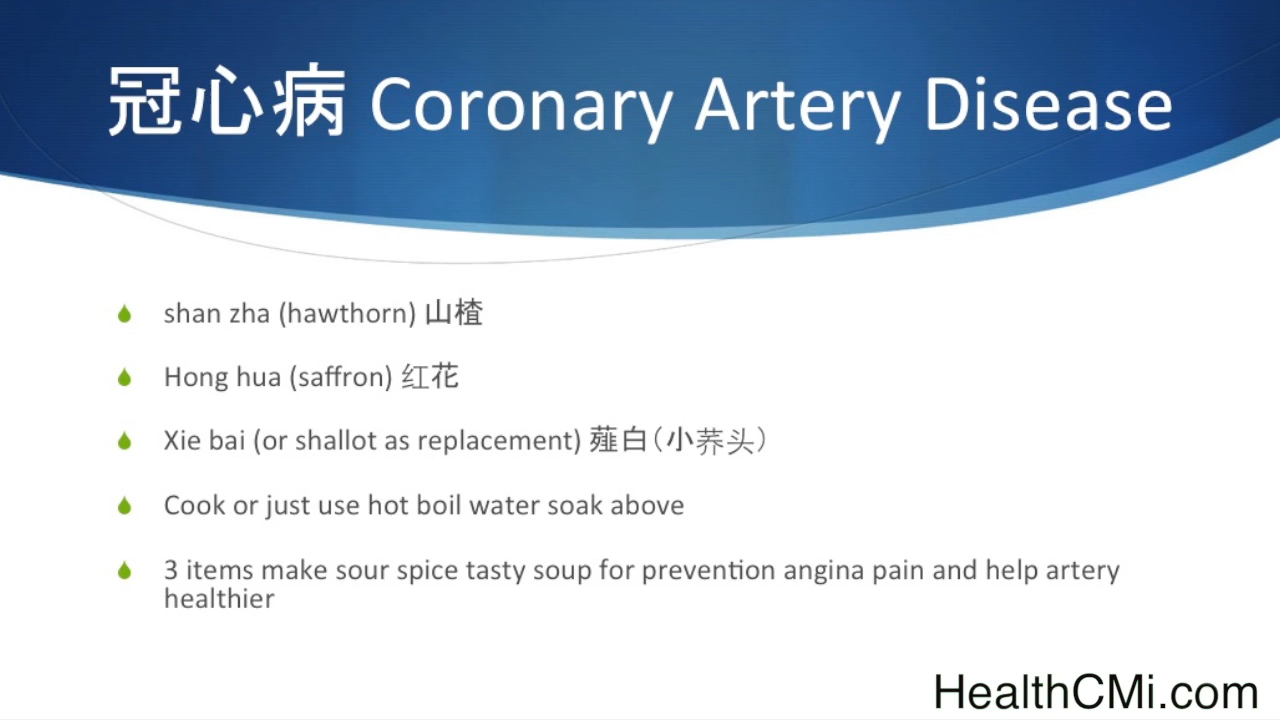 冠心病 Coronary Artery Disease
shan zha (hawthorn) 山楂
Hong hua (saffron) 红花
Xie bai (or shallot as replacement) 薤白（小荞头）
Cook or just use hot boil water soak above
3 items make sour spice tasty soup for prevention angina pain and help artery
healthier
HealthCMi.com